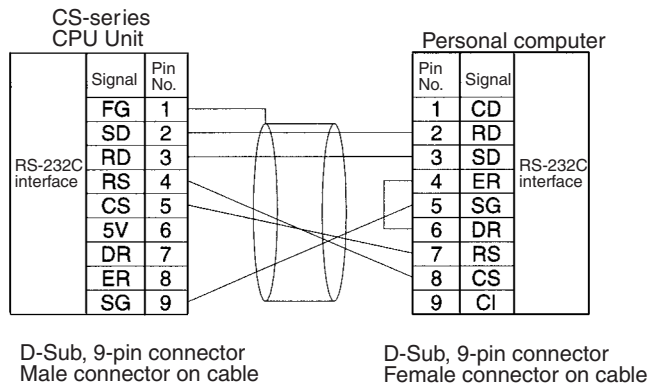 CS-series
CPU Unit
Personal computer
RS-232C
interface
Signal Pin
No.
FG 1
SD 2
RD 3
RS 4
CS 5
5V 6
DR 7
ER 8
SG 9
Pin
No. Signal
1 CD
2 RD
3 SD
4 ER
5 SG
6 DR
7 RS
8 CS
9 CI
RS-232C
interface
D-Sub, 9-pin connector
Male connector on cable
D-Sub, 9-pin connector
Female connector on cable